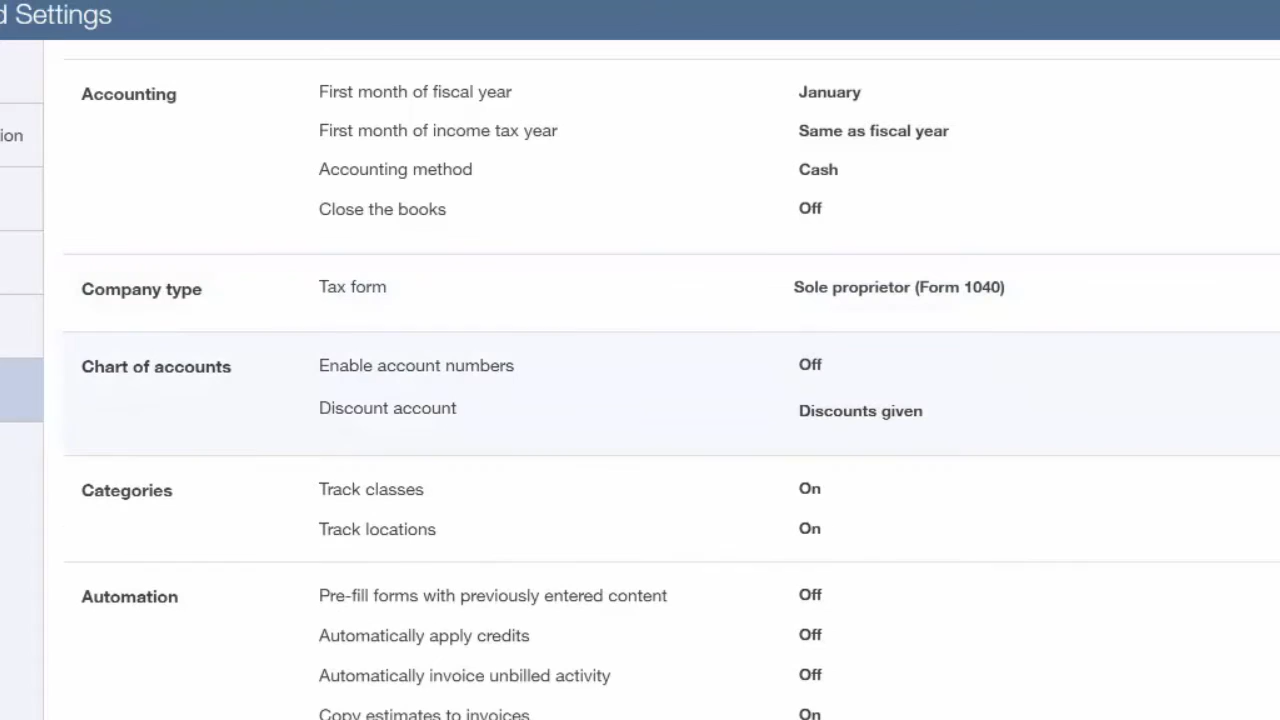 d Settings
ion
Accounting First month of fiscal year January
First month of income tax year Same as fiscal year
Accounting method Cash
Close the books Off
Company type Tax form Sole proprietor (Form 1040)
Chart of accounts Enable account numbers Off
Discount account Discounts given
Categories Track classes On
Track locations On
Automation Pre-fill forms with previously entered content Off
Automatically apply credits Off
Automatically invoice unbilled activity Off
Copy estimates to invoices On